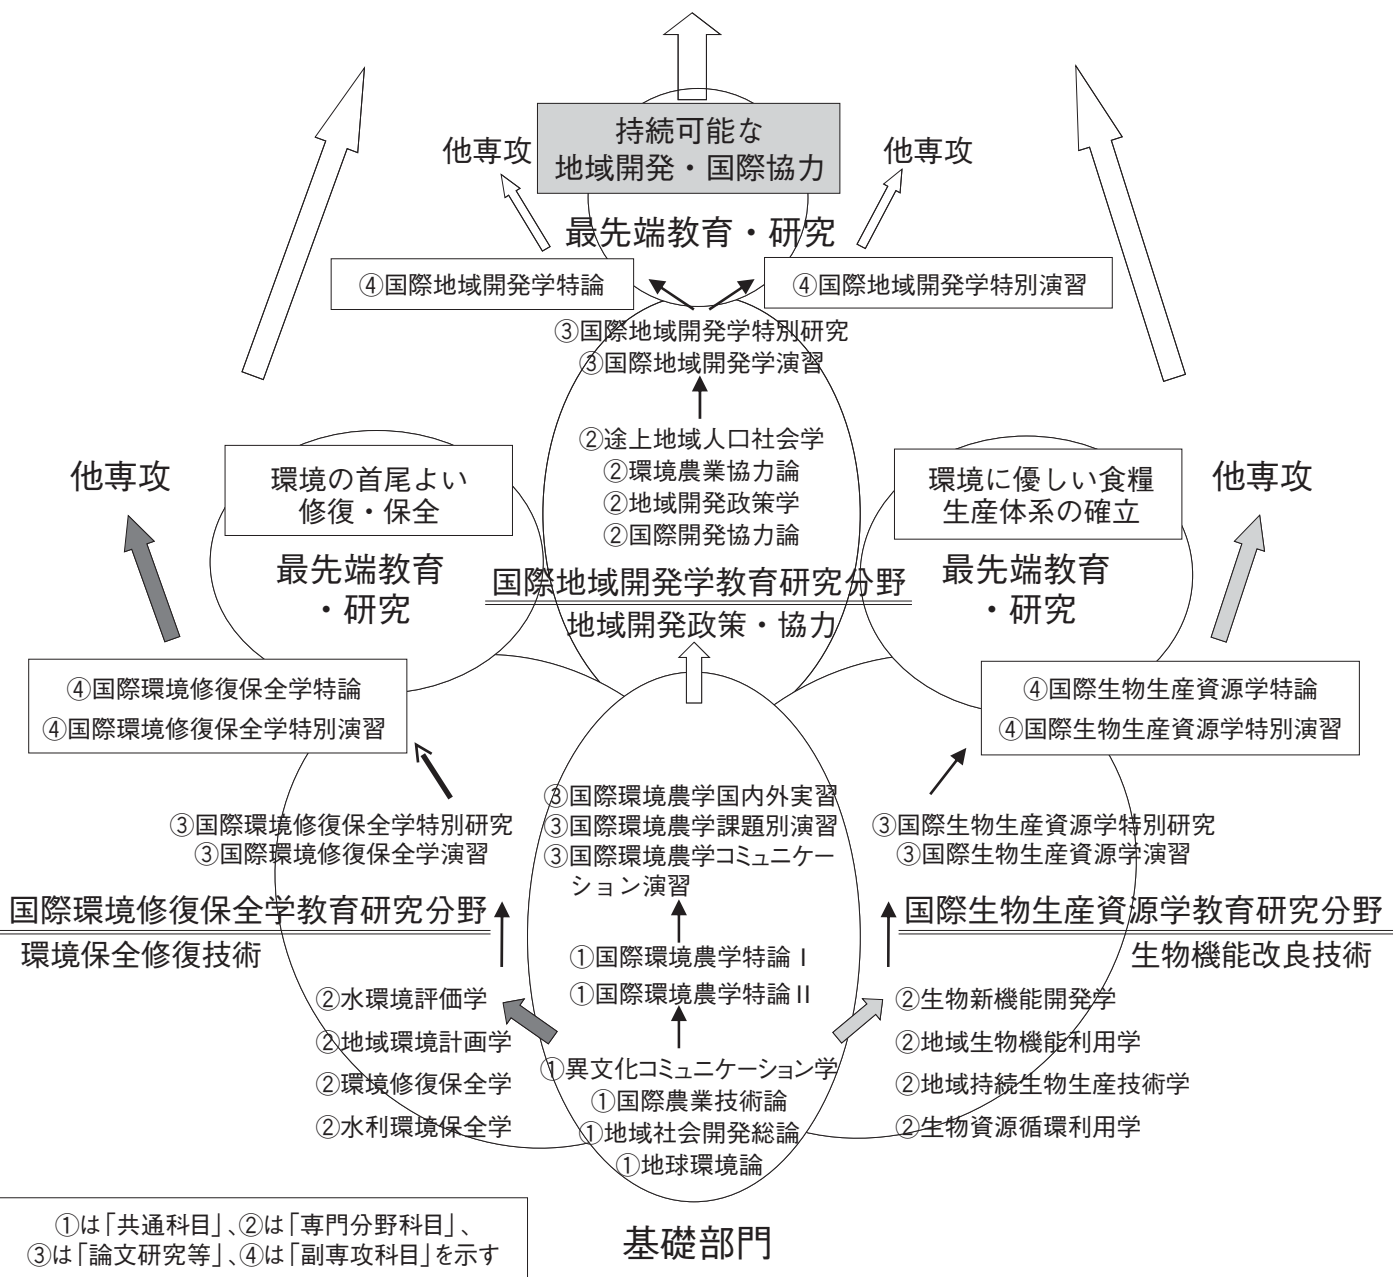 持続可能な
地域開発・国際協力
他専攻
他専攻
最先端教育・研究
④国際地域開発学特論
④国際地域開発学特別演習
③国際地域開発学特別研究
③国際地域開発学演習
②途上地域人口社会学
②環境農業協力論
②地域開発政策学
②国際開発協力論
国際地域開発学教育研究分野
地域開発政策・協力
他専攻
環境の首尾よい
修復・保全
最先端教育
・研究
④国際環境修復保全学特論
④国際環境修復保全学特別演習
③国際環境修復保全学特別研究
③国際環境修復保全学演習
国際環境修復保全学教育研究分野
環境保全修復技術
②水環境評価学
②地域環境計画学
②環境修復保全学
②水利環境保全学
環境に優しい食糧
生産体系の確立
他専攻
最先端教育
・研究
④国際生物生産資源学特論
④国際生物生産資源学特別演習
③国際生物生産資源学特別研究
③国際生物生産資源学演習
国際生物生産資源学教育研究分野
生物機能改良技術
②生物新機能開発学
②地域生物機能利用学
②地域持続生物生産技術学
②生物資源循環利用学
③国際環境農学国内外実習
③国際環境農学課題別演習
③国際環境農学コミュニケー
ション演習
①国際環境農学特論Ⅰ
①国際環境農学特論Ⅱ
①異文化コミュニケーション学
①国際農業技術論
①地域社会開発総論
①地球環境論
基礎部門
①は「共通科目」、②は「専門分野科目」、
③は「論文研究等」、④は「副専攻科目」を示す